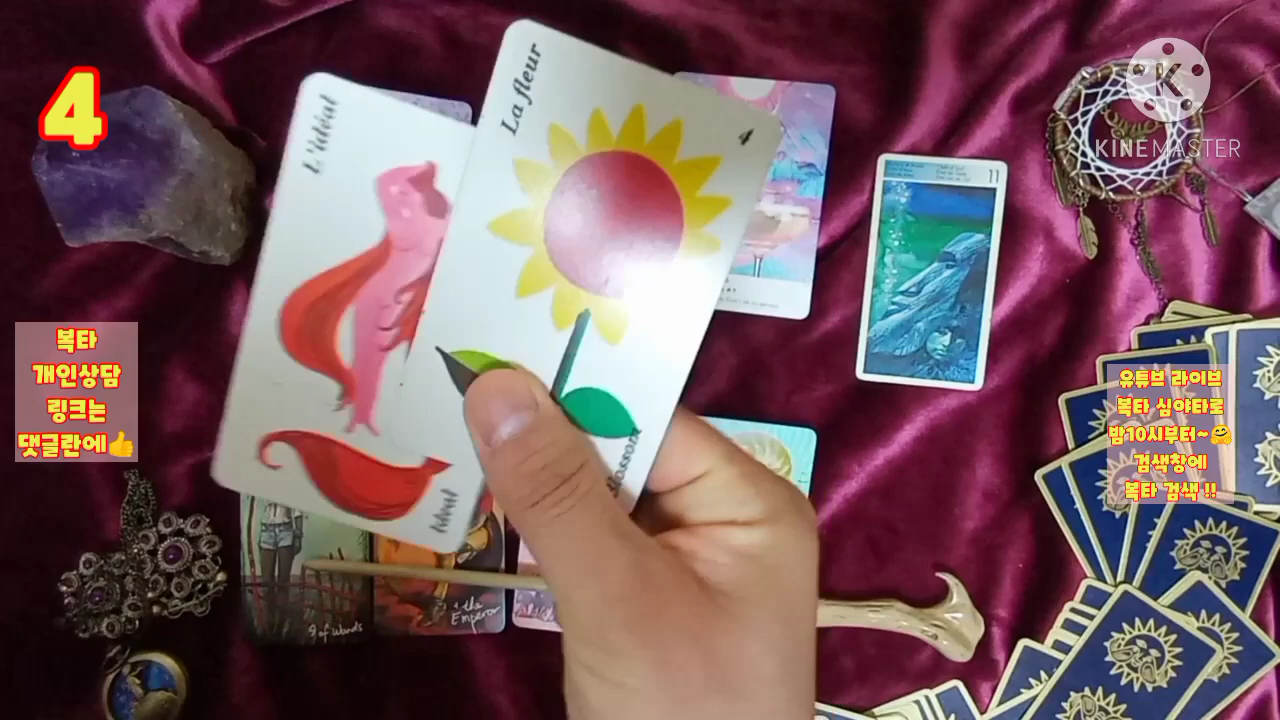 4
복타
개인상담
링크는
댓글란에👍
L'idéal
Idéal
La fleur
4
11
9 of Wands
the Emperor
KINEMASTER
유튜브 라이브
복타 심야타로
밤10시부터~🤗
검색창에
복타 검색 !!